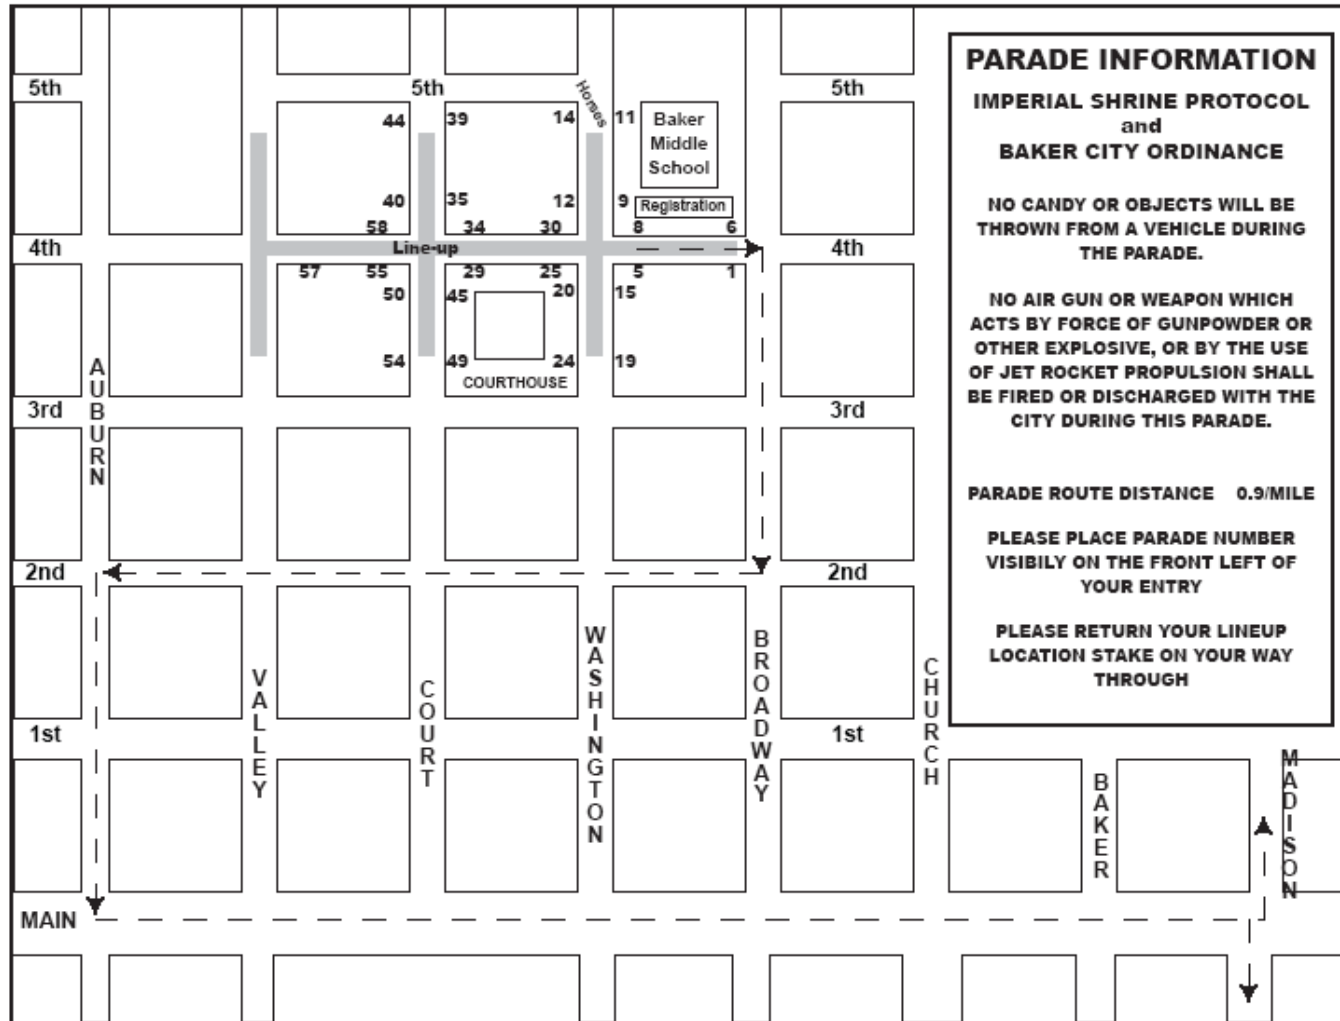 5th
5th
5th
Horses
44
39
14
11
Baker
Middle
School
40
35
12
9
Registration
58
34
30
8
6
4th
Line-up
4th
57
55
29
25
5
1
50
45
20
15
54
49
24
19
COURTHOUSE
3rd
3rd
AUBURN
2nd
2nd
VALLEY
COURT
WASHINGTON
BROADWAY
CHURCH
1st
1st
BAKER
MADISON
MAIN
PARADE INFORMATION
IMPERIAL SHRINE PROTOCOL
and
BAKER CITY ORDINANCE
NO CANDY OR OBJECTS WILL BE
THROWN FROM A VEHICLE DURING
THE PARADE.
NO AIR GUN OR WEAPON WHICH
ACTS BY FORCE OF GUNPOWDER OR
OTHER EXPLOSIVE, OR BY THE USE
OF JET ROCKET PROPULSION SHALL
BE FIRED OR DISCHARGED WITH THE
CITY DURING THIS PARADE.
PARADE ROUTE DISTANCE 0.9/MILE
PLEASE PLACE PARADE NUMBER
VISIBILY ON THE FRONT LEFT OF
YOUR ENTRY
PLEASE RETURN YOUR LINEUP
LOCATION STAKE ON YOUR WAY
THROUGH